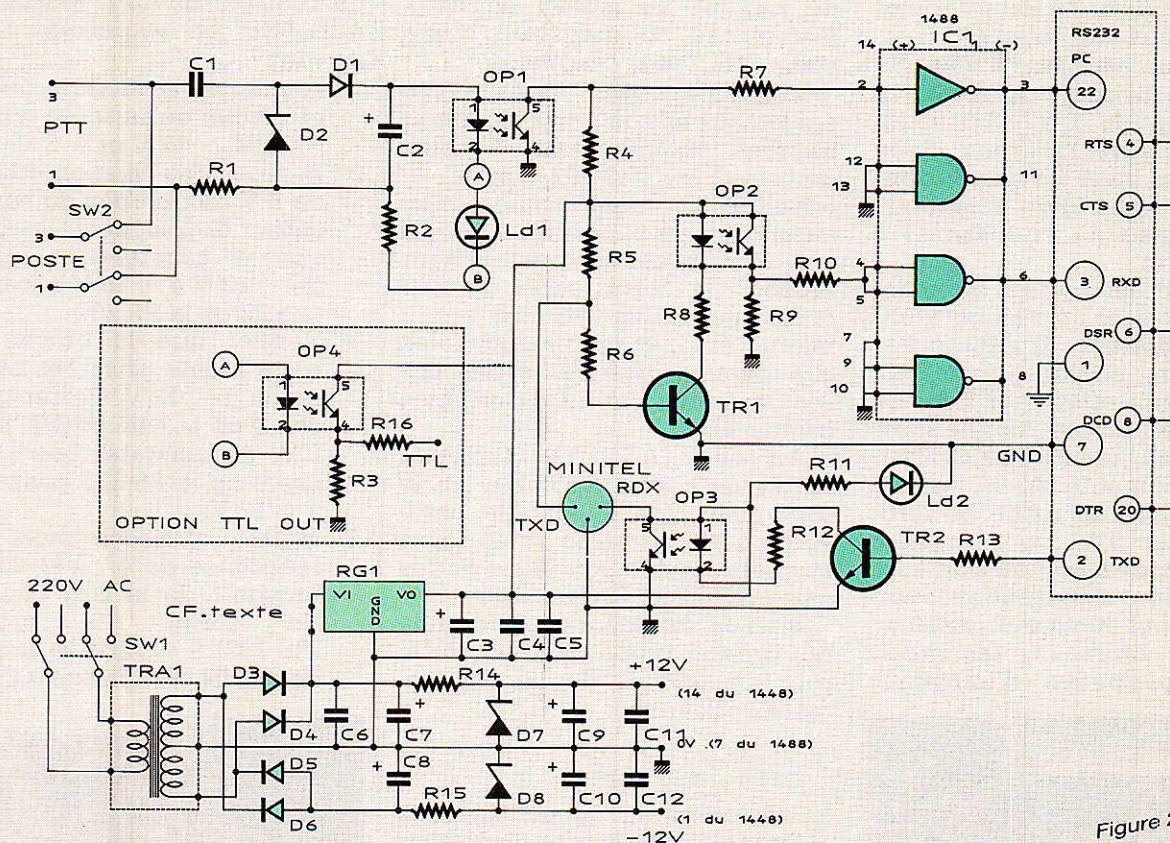 1488
IC1
14 (+) 1 (-)
RS232
PC
C1
D1
OP1
R7
2
3
22
3
PTT
1
D2
C2
1
5
2
4
A
R4
RTS 4
12
13
11
CTS 5
R1
SW2
3
POSTE
1
R2
Ld1
B
OP2
R5
R10
4
5
6
3 RXD
R8
R9
DSR 6
7
9
10
8
1
OP4
A
1
5
2
4
B
R16
TTL
R3
OPTION TTL OUT
R6
TR1
DCD 8
GND
7
MINITEL
RDX
TXD
OP3
5
1
4
2
R11
Ld2
R12
TR2
R13
DTR 20
2 TXD
220V AC
SW1
TRA1
CF.texte
RG1
VI
GND
VO
C3
C4
C5
D3
D4
D5
D6
R14
+12V
(14 du 1448)
C6
C7
D7
C9
C11
0V .(7 du 1488)
C8
R15
D8
C10
C12
(1 du 1448)
-12V
Figure 2